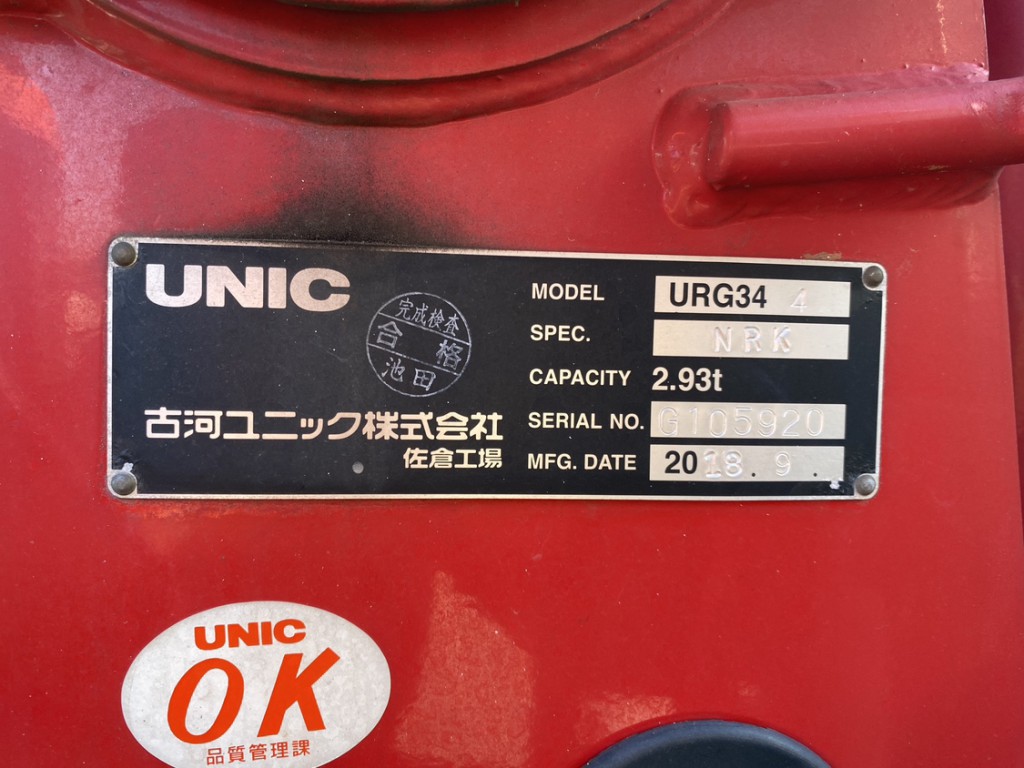 UNIC
完成検査
合格
池田
古河ユニック株式会社
佐倉工場
MODEL URG34 4
SPEC. NRK
CAPACITY 2.93t
SERIAL NO. G105920
MFG. DATE 2018. 9 .
UNIC
OK
品質管理課